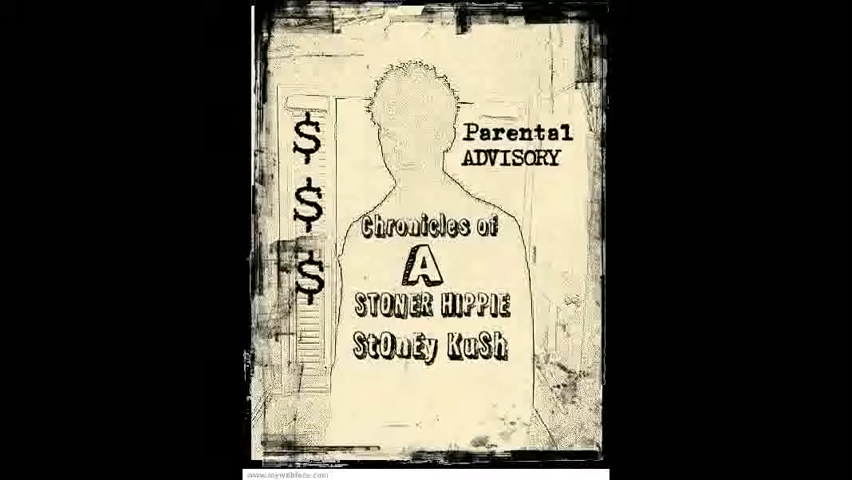 $
$
$
Parental
ADVISORY
Chronicles of
A
STONER HIPPIE
StOnEy KuSh